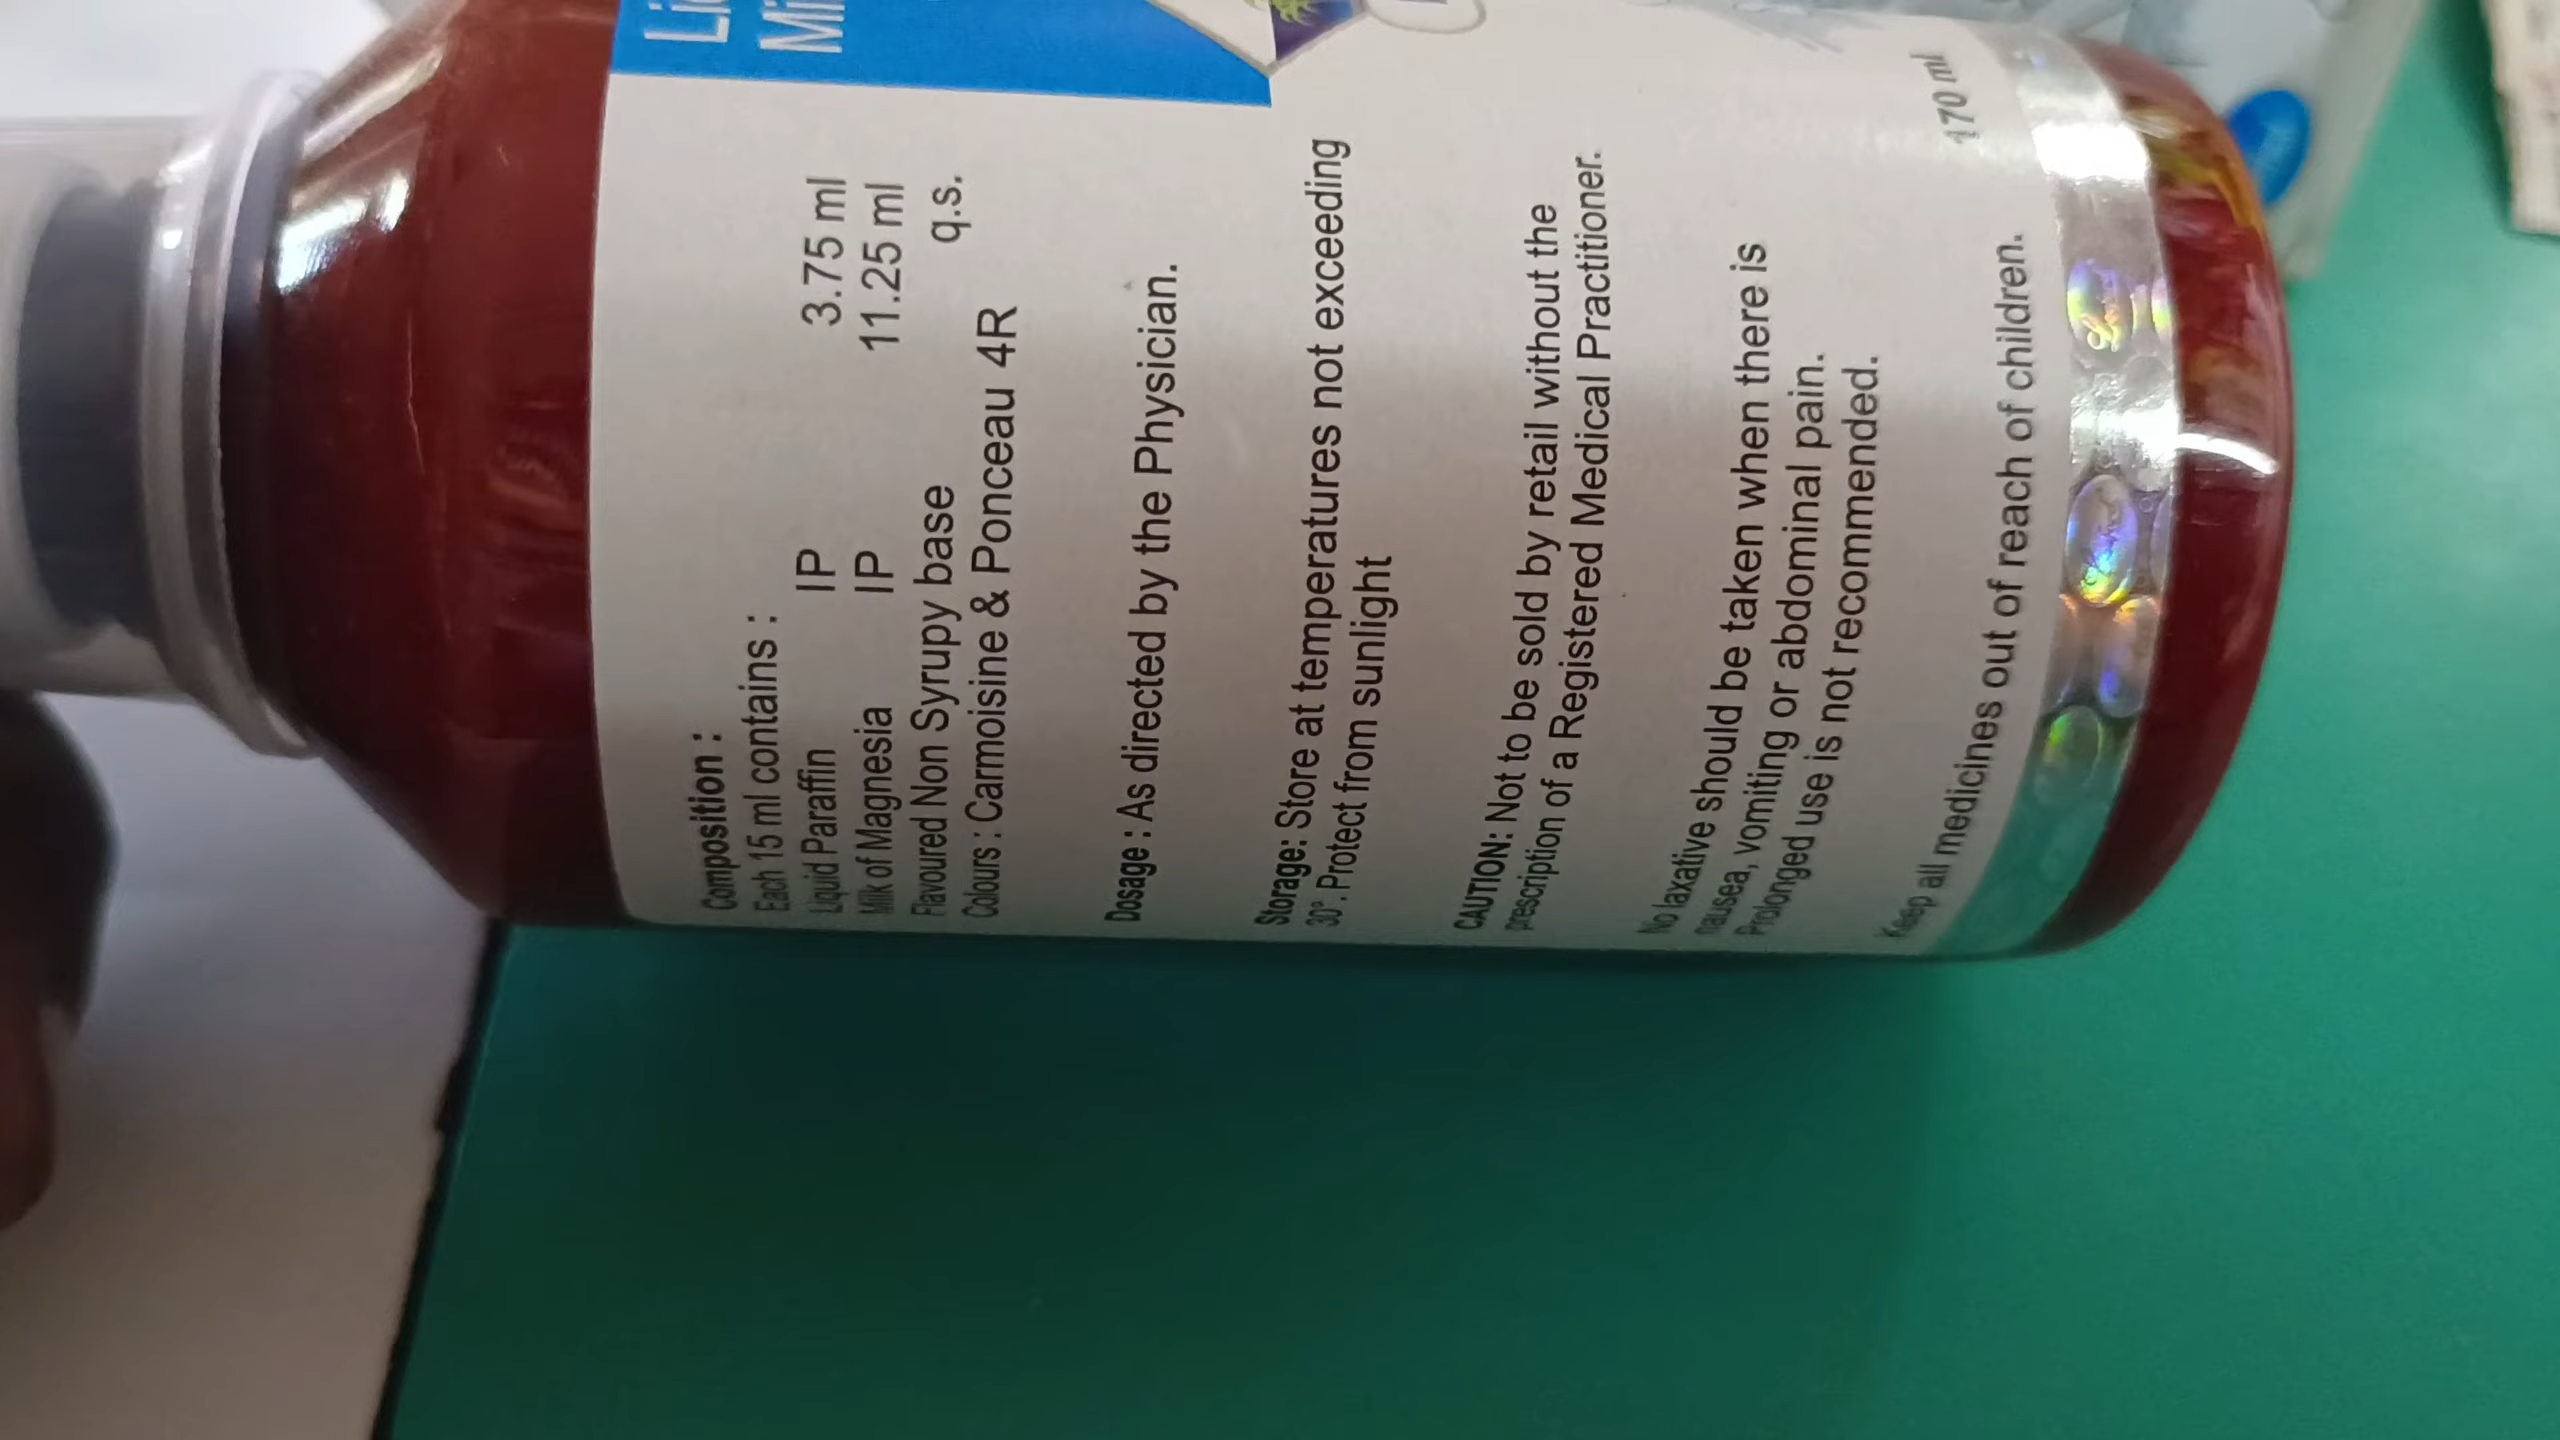 Composition :
Each 15 ml contains :
Liquid Paraffin IP 3.75 ml
Milk of Magnesia IP 11.25 ml
Flavoured Non Syrupy base q.s.
Colours : Carmoisine & Ponceau 4R
Dosage : As directed by the Physician.
Storage: Store at temperatures not exceeding
30°. Protect from sunlight
CAUTION: Not to be sold by retail without the
prescription of a Registered Medical Practitioner.
No laxative should be taken when there is
nausea, vomiting or abdominal pain.
Prolonged use is not recommended.
Keep all medicines out of reach of children.
170 ml